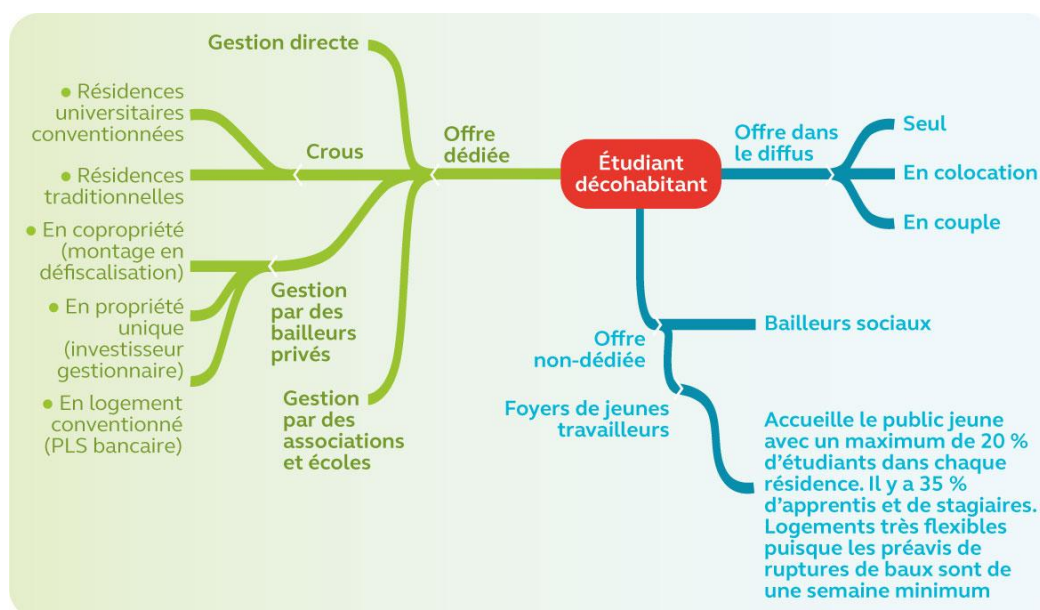 Gestion directe
● Résidences
universitaires
conventionnées
Crous
Offre
dédiée
● Résidences
traditionnelles
● En copropriété
(montage en
défiscalisation)
● En propriété
unique
(investisseur
gestionnaire)
● En logement
conventionné
(PLS bancaire)
Gestion
par des
bailleurs
privés
Gestion
par des
associations
et écoles
Étudiant
décohabitant
Offre dans
le diffus
Seul
En colocation
En couple
Offre
non-dédiée
Bailleurs sociaux
Foyers de jeunes
travailleurs
Accueille le public jeune
avec un maximum de 20 %
d’étudiants dans chaque
résidence. Il y a 35 %
d’apprentis et de stagiaires.
Logements très flexibles
puisque les préavis de
ruptures de baux sont de
une semaine minimum